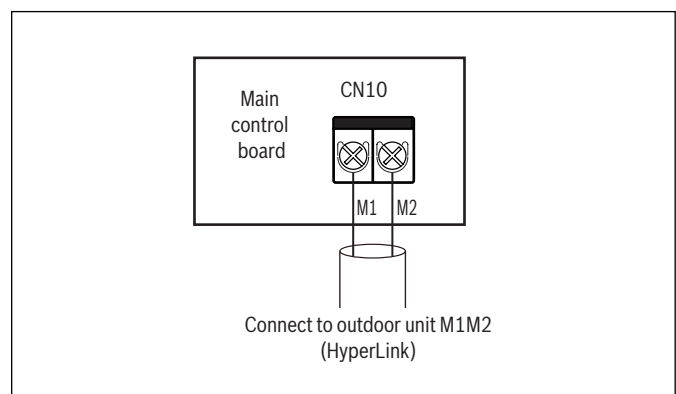 CN10
Main
control
board
M1 M2
Connect to outdoor unit M1M2
(HyperLink)